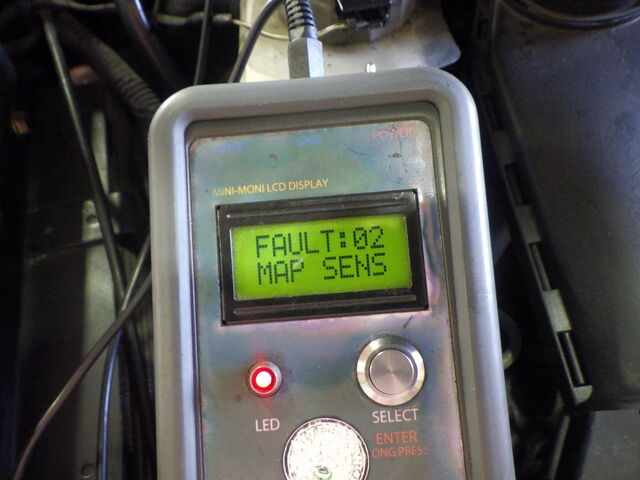 POWER
MINI-MONI LCD DISPLAY
FAULT:02
MAP SENS
LED
SELECT
ENTER
ONG PRESS